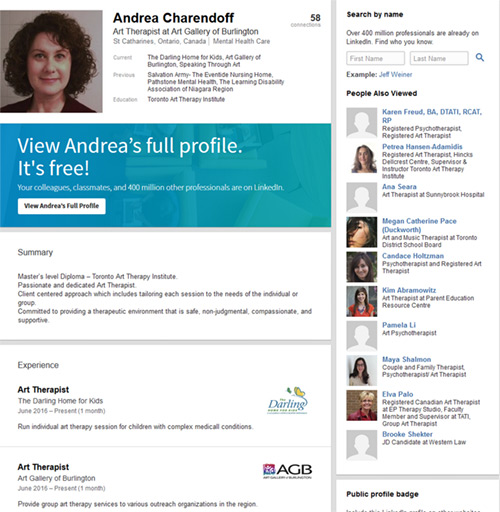 Andrea Charendoff
58
connections
Art Therapist at Art Gallery of Burlington
St Catharines, Ontario, Canada | Mental Health Care
Current
The Darling Home for Kids, Art Gallery of
Burlington, Speaking Through Art
Previous
Salvation Army- The Eventide Nursing Home,
Pathstone Mental Health, The Learning Disability
Association of Niagara Region
Education
Toronto Art Therapy Institute
View Andrea's full profile.
It's free!
Your colleagues, classmates, and 400 million other professionals are on LinkedIn.
View Andrea's Full Profile
Summary
Master's level Diploma – Toronto Art Therapy Institute.
Passionate and dedicated Art Therapist.
Client centered approach which includes tailoring each session to the needs of the individual or
group.
Committed to providing a therapeutic environment that is safe, non-judgmental, compassionate, and
supportive.
Experience
Art Therapist
The Darling Home for Kids
June 2016 – Present (1 month)
The
Darling
HOME FOR KIDS
Run individual art therapy session for children with complex medicall conditions.
Art Therapist
Art Gallery of Burlington
June 2016 – Present (1 month)
AGB
ART GALLERY of BURLINGTON
Provide group art therapy services to various outreach organizations in the region.
Search by name
Over 400 million professionals are already on
LinkedIn. Find who you know.
First Name
Last Name
Example: Jeff Weiner
People Also Viewed
Karen Freud, BA, DTATI, RCAT,
RP
Registered Psychotherapist,
Registered Art Therapist
Petrea Hansen-Adamidis
Registered Art Therapist, Hincks
Dellcrest Centre, Supervisor &
Instructor Toronto Art Therapy
Institute
Ana Seara
Art Therapist at Sunnybrook Hospital
Megan Catherine Pace
(Duckworth)
Art and Music Therapist at Toronto
District School Board
Candace Holtzman
Psychotherapist and Registered Art
Therapist
Kim Abramowitz
Art Therapist at Parent Education
Resource Centre
Pamela Li
Art Psychotherapist
Maya Shalmon
Couple and Family Therapist,
Psychotherapist/ Art Therapist
Elva Palo
Registered Canadian Art Therapist
at EP Therapy Studio, Faculty
Member and Supervisor at TATI,
Group Art Therapist
Brooke Shekter
JD Candidate at Western Law
Public profile badge